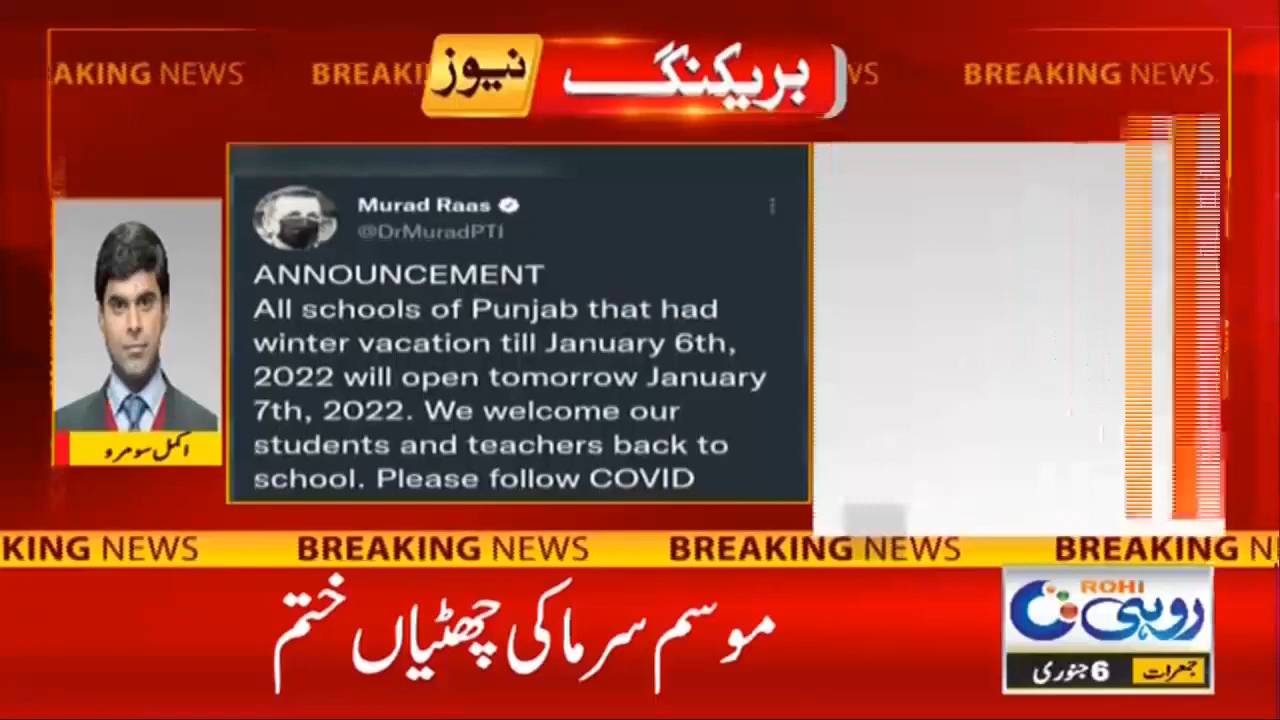 بریکنگ نیوز
AKING NEWS
BREAKI
WS
BREAKING NEWS
Murad Raas
@DrMuradPTI
ANNOUNCEMENT
All schools of Punjab that had
winter vacation till January 6th,
2022 will open tomorrow January
7th, 2022. We welcome our
students and teachers back to
school. Please follow COVID
اکمل سومرو
KING NEWS
BREAKING NEWS
BREAKING NEWS
BREAKING N
موسم سرما کی چھٹیاں ختم
ROHI
روہی
جمعرات 6 جنوری